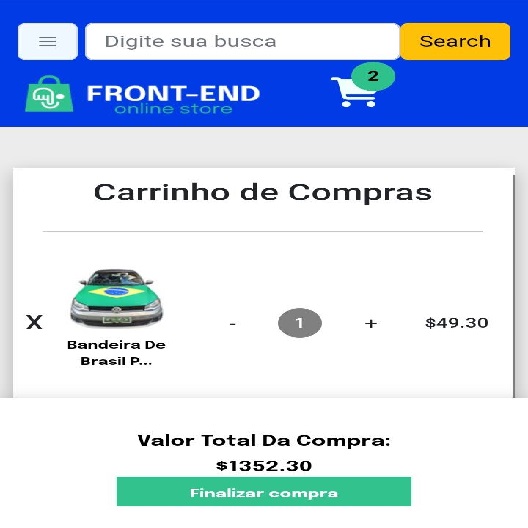 Digite sua busca
Search
2
FRONT-END
online store
Carrinho de Compras
X
- 1 + $49.30
Bandeira De
Brasil P...
Valor Total Da Compra:
$1352.30
Finalizar compra